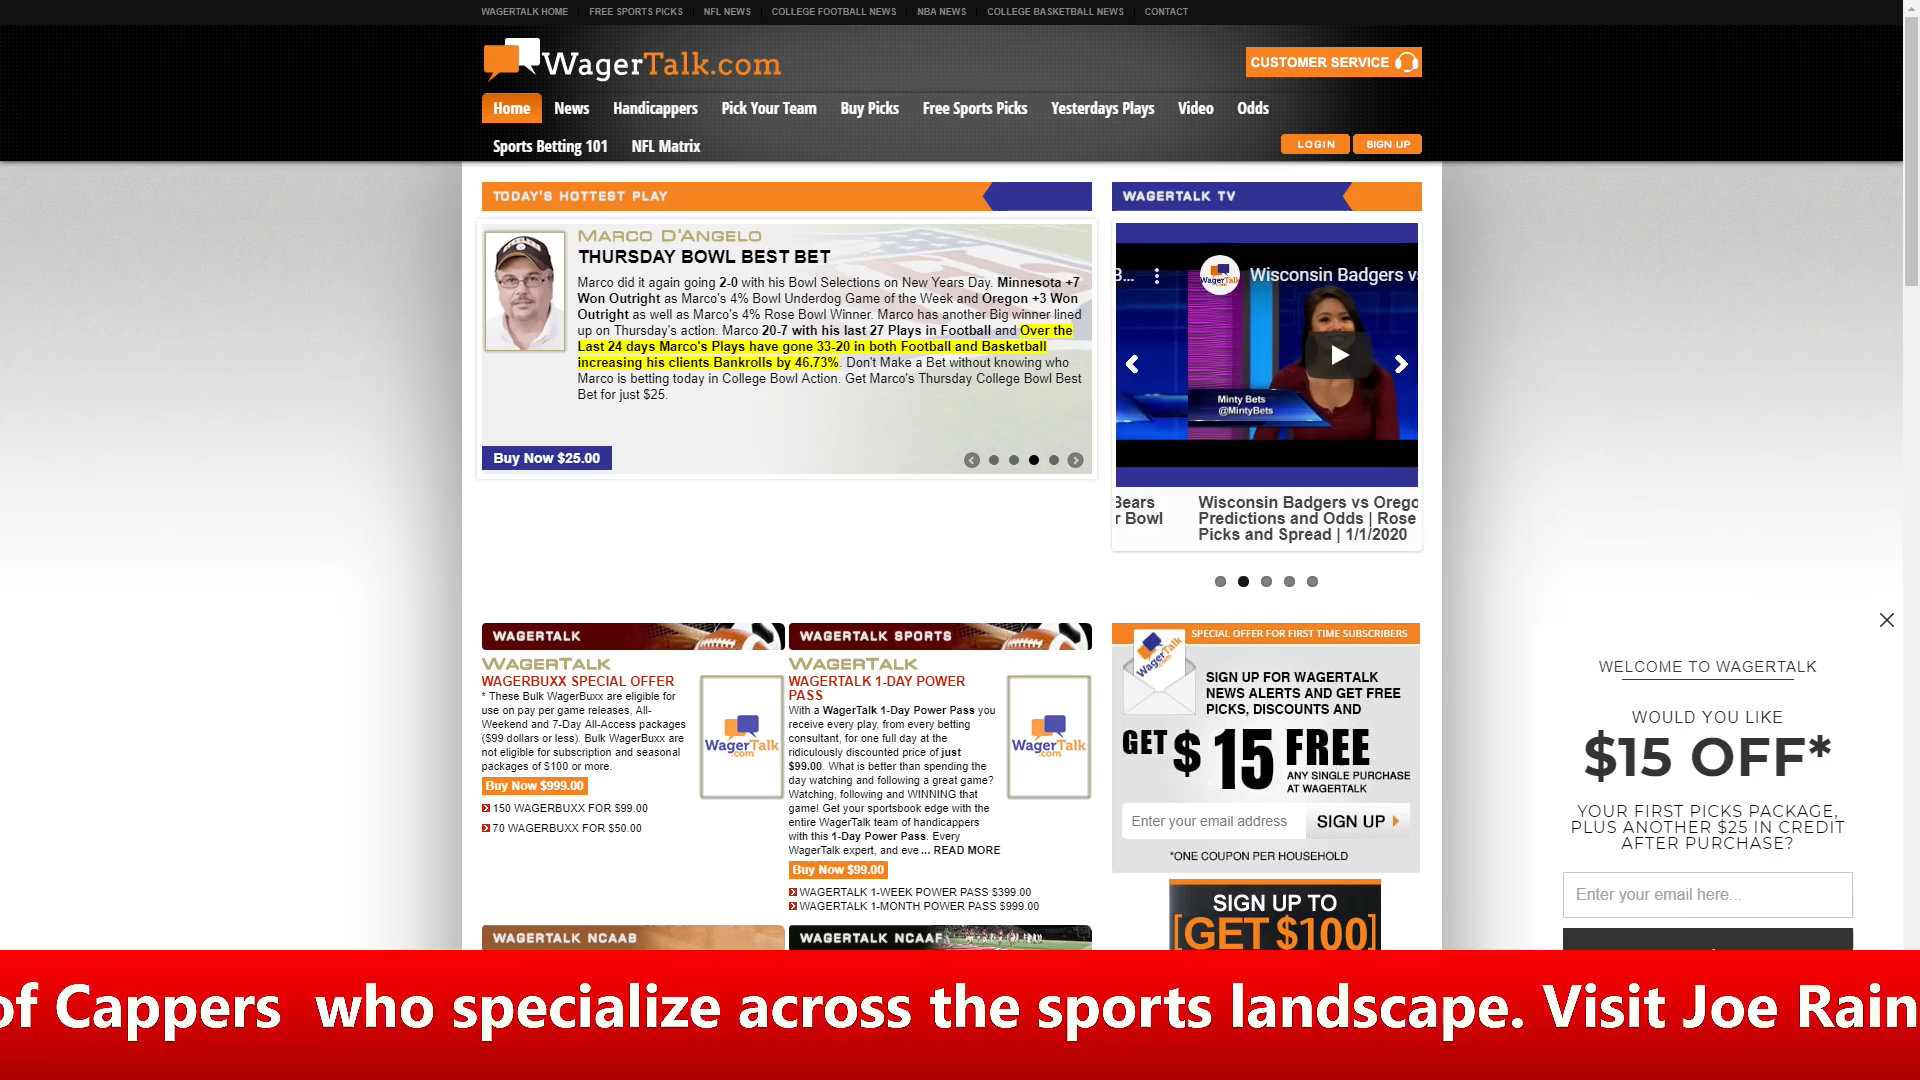 WAGERTALK HOME FREE SPORTS PICKS NFL NEWS COLLEGE FOOTBALL NEWS NBA NEWS COLLEGE BASKETBALL NEWS CONTACT
WagerTalk.com
CUSTOMER SERVICE
Home News Handicappers Pick Your Team Buy Picks Free Sports Picks Yesterdays Plays Video Odds
Sports Betting 101 NFL Matrix
LOGIN SIGN UP
TODAY'S HOTTEST PLAY
MARCO D'ANGELO
THURSDAY BOWL BEST BET
Marco did it again going 2-0 with his Bowl Selections on New Years Day. Minnesota +7
Won Outright as Marco's 4% Bowl Underdog Game of the Week and Oregon +3 Won
Outright as well as Marco's 4% Rose Bowl Winner. Marco has another Big winner lined
up on Thursday's action. Marco 20-7 with his last 27 Plays in Football and Over the
Last 24 days Marco's Plays have gone 33-20 in both Football and Basketball
increasing his clients Bankrolls by 46.73%. Don't Make a Bet without knowing who
Marco is betting today in College Bowl Action. Get Marco's Thursday College Bowl Best
Bet for just $25.
Buy Now $25.00
WAGERTALK TV
B...
WagerTalk
Wisconsin Badgers vs
Minty Bets
@MintyBets
Bears
r Bowl
Wisconsin Badgers vs Orego
Predictions and Odds | Rose
Picks and Spread | 1/1/2020
WAGERTALK
WAGERTALK
WAGERBUXX SPECIAL OFFER
* These Bulk WagerBuxx are eligible for
use on pay per game releases, All-
Weekend and 7-Day All-Access packages
($99 dollars or less). Bulk WagerBuxx are
not eligible for subscription and seasonal
packages of $100 or more.
Buy Now $999.00
150 WAGERBUXX FOR $99.00
70 WAGERBUXX FOR $50.00
WagerTalk
.com
WAGERTALK SPORTS
WAGERTALK
WAGERTALK 1-DAY POWER
PASS
With a WagerTalk 1-Day Power Pass you
receive every play, from every betting
consultant, for one full day at the
ridiculously discounted price of just
$99.00. What is better than spending the
day watching and following a great game?
Watching, following and WINNING that
game! Get your sportsbook edge with the
entire WagerTalk team of handicappers
with this 1-Day Power Pass. Every
WagerTalk expert, and eve ... READ MORE
Buy Now $99.00
WAGERTALK 1-WEEK POWER PASS $399.00
WAGERTALK 1-MONTH POWER PASS $999.00
WagerTalk
.com
WAGERTALK NCAAB
WAGERTALK NCAAF
SPECIAL OFFER FOR FIRST TIME SUBSCRIBERS
WagerTalk
SIGN UP FOR WAGERTALK
NEWS ALERTS AND GET FREE
PICKS, DISCOUNTS AND
GET $15 FREE
ANY SINGLE PURCHASE
AT WAGERTALK
Enter your email address
SIGN UP
*ONE COUPON PER HOUSEHOLD
SIGN UP TO
[GET $100]
WELCOME TO WAGERTALK
WOULD YOU LIKE
$15 OFF*
YOUR FIRST PICKS PACKAGE,
PLUS ANOTHER $25 IN CREDIT
AFTER PURCHASE?
Enter your email here...
of Cappers who specialize across the sports landscape. Visit Joe Rain